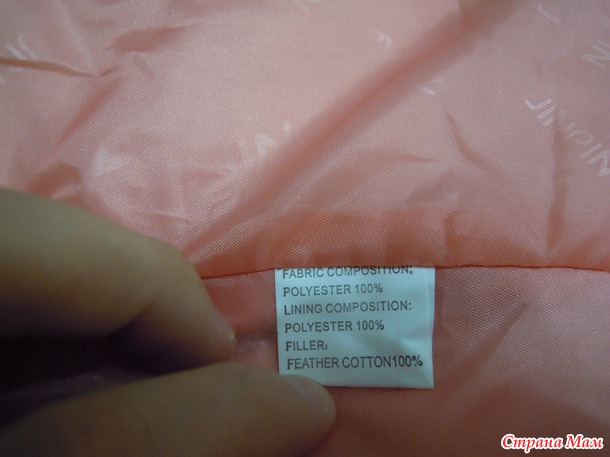 FABRIC COMPOSITION:
POLYESTER 100%
LINING COMPOSITION:
POLYESTER 100%
FILLER:
FEATHER COTTON100%
Страна Мам